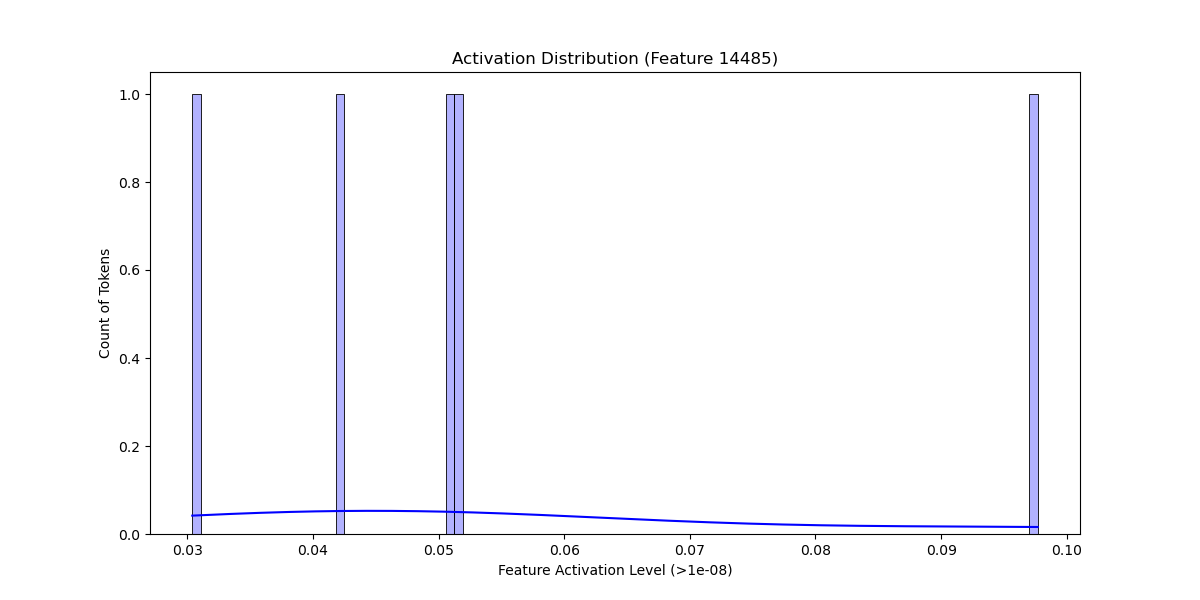 Activation Distribution (Feature 14485)
Count of Tokens
1.0
0.8
0.6
0.4
0.2
0.0
0.03 0.04 0.05 0.06 0.07 0.08 0.09 0.10
Feature Activation Level (>1e-08)